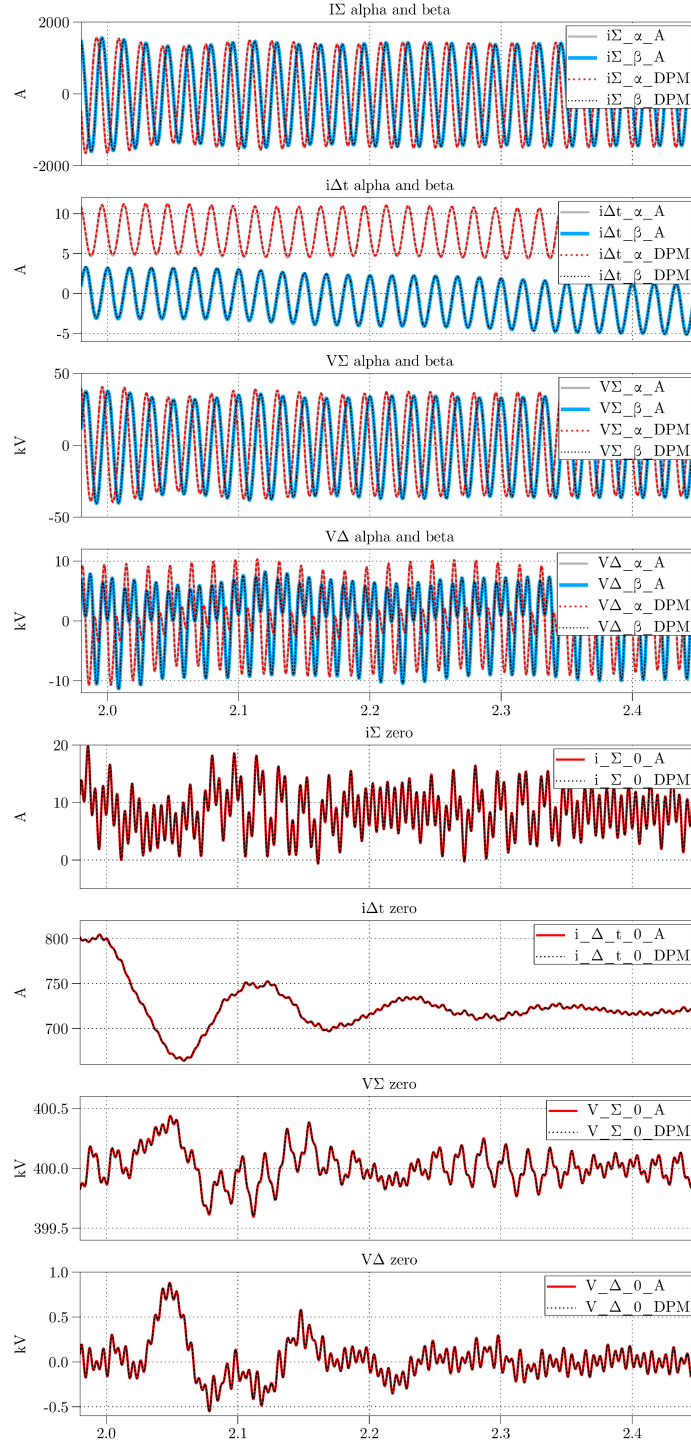 IΣ alpha and beta
2000
0
-2000
A
iΣ_α_A
iΣ_β_A
iΣ_α_DPM
iΣ_β_DPM
iΔt alpha and beta
10
5
0
-5
A
iΔt_α_A
iΔt_β_A
iΔt_α_DPM
iΔt_β_DPM
VΣ alpha and beta
50
0
-50
kV
VΣ_α_A
VΣ_β_A
VΣ_α_DPM
VΣ_β_DPM
VΔ alpha and beta
10
0
-10
kV
VΔ_α_A
VΔ_β_A
VΔ_α_DPM
VΔ_β_DPM
2.0 2.1 2.2 2.3 2.4
iΣ zero
20
10
0
A
i_Σ_0_A
i_Σ_0_DPM
iΔt zero
800
750
700
A
i_Δ_t_0_A
i_Δ_t_0_DPM
VΣ zero
400.5
400.0
399.5
kV
V_Σ_0_A
V_Σ_0_DPM
VΔ zero
1.0
0.5
0.0
-0.5
kV
V_Δ_0_A
V_Δ_0_DPM
2.0 2.1 2.2 2.3 2.4